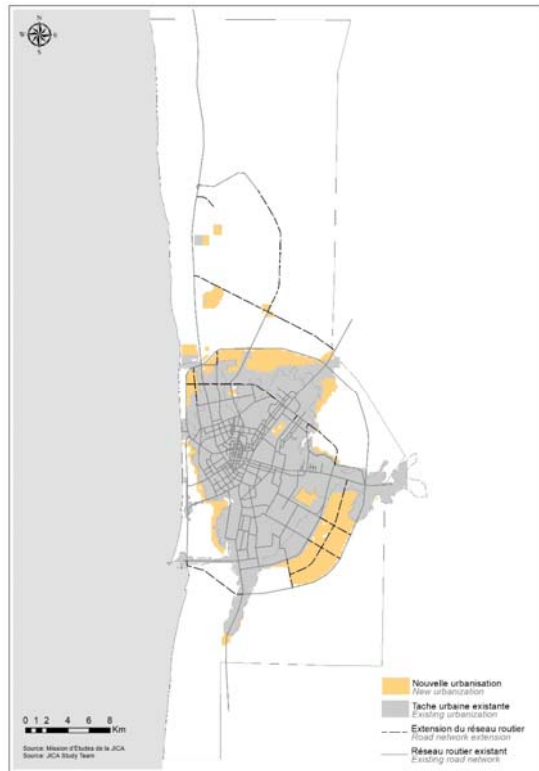 N
W
E
S
Nouvelle urbanisation
New urbanization
Tache urbaine existante
Existing urbanization
Extension du réseau routier
Road network extension
Réseau routier existant
Existing road network
0 1 2 4 6 8
Km
Source: Mission d'Études de la JICA
Source: JICA Study Team